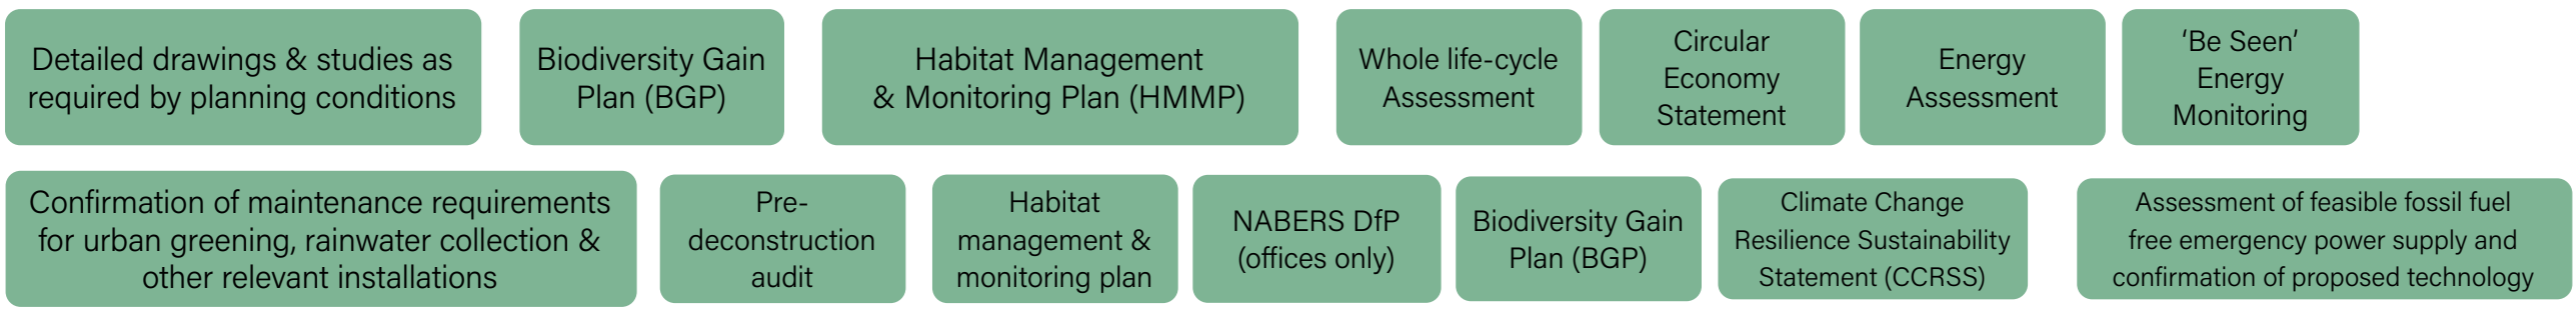 Detailed drawings & studies as
required by planning conditions
Biodiversity Gain
Plan (BGP)
Habitat Management
& Monitoring Plan (HMMP)
Whole life-cycle
Assessment
Circular
Economy
Statement
Energy
Assessment
‘Be Seen’
Energy
Monitoring
Confirmation of maintenance requirements
for urban greening, rainwater collection &
other relevant installations
Pre-
deconstruction
audit
Habitat
management &
monitoring plan
NABERS DfP
(offices only)
Biodiversity Gain
Plan (BGP)
Climate Change
Resilience Sustainability
Statement (CCRSS)
Assessment of feasible fossil fuel
free emergency power supply and
confirmation of proposed technology